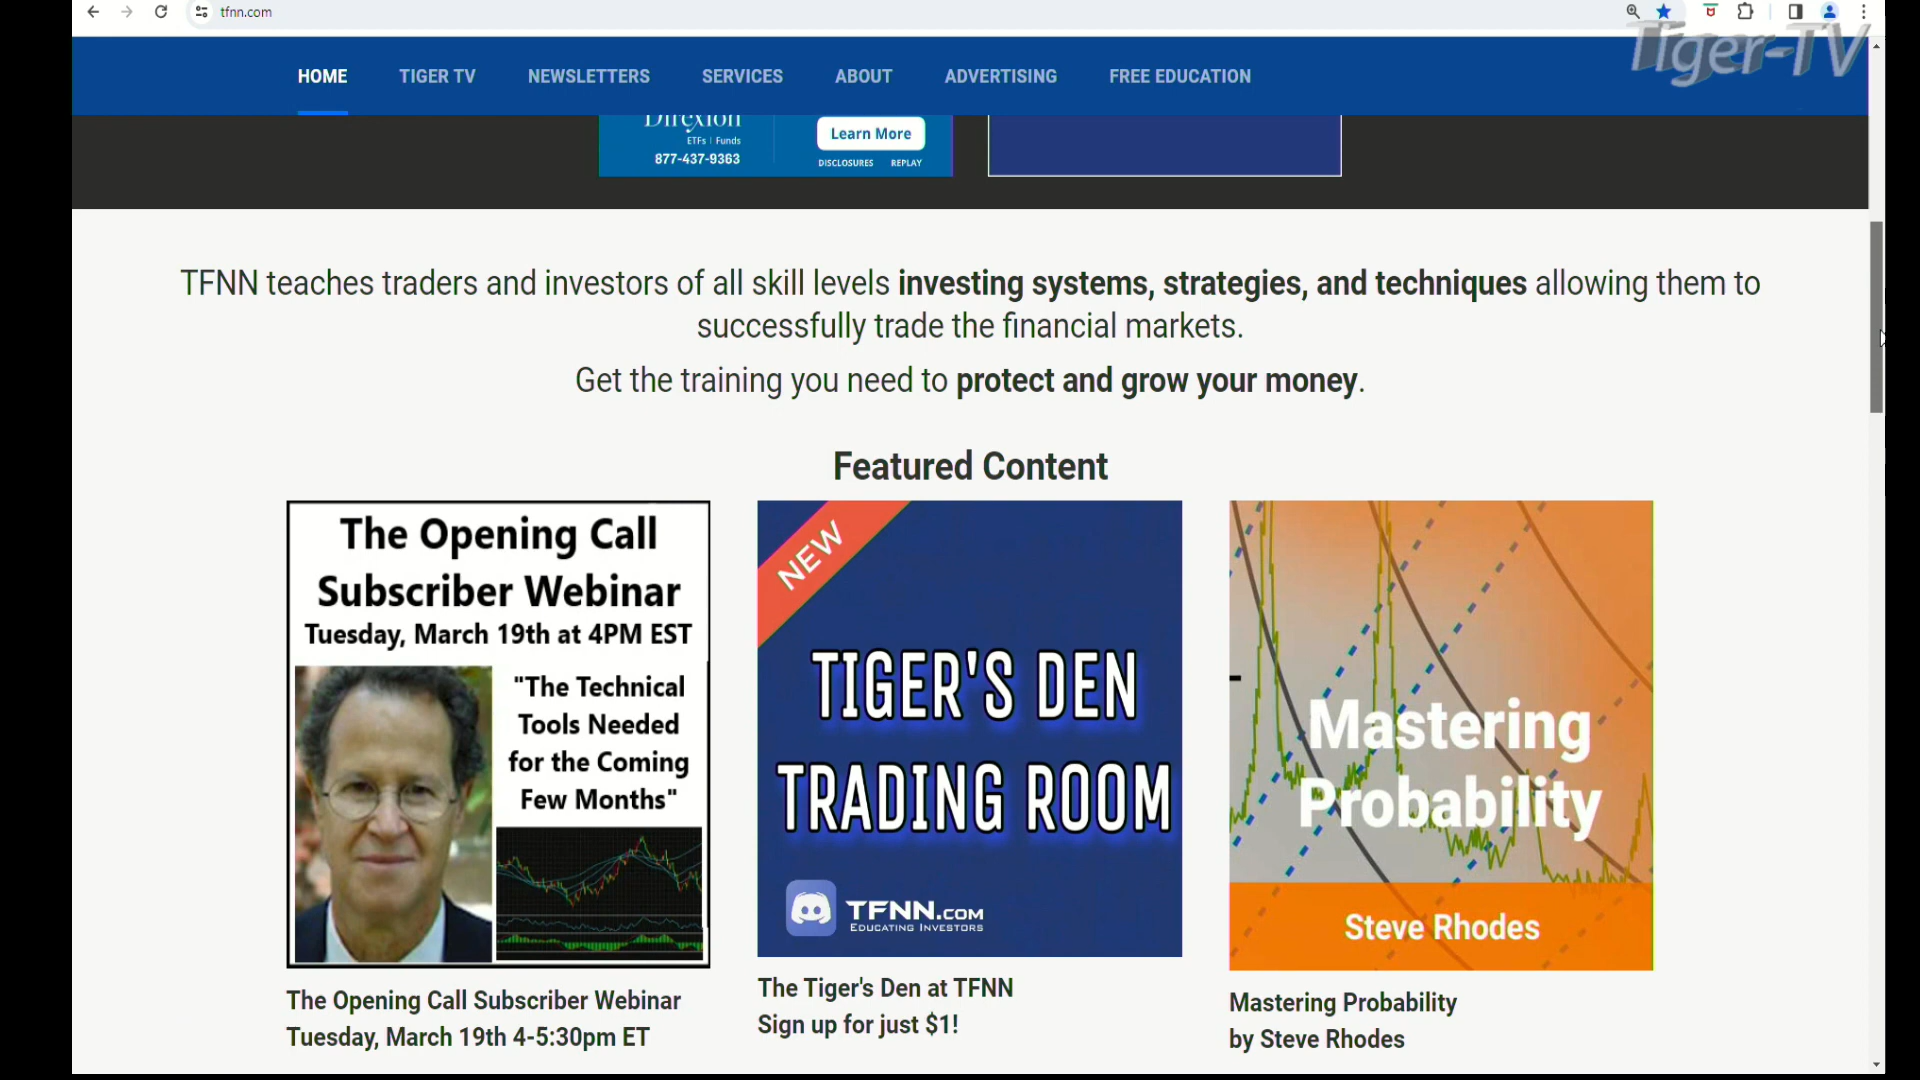 tfnn.com
Tiger-TV
HOME TIGER TV NEWSLETTERS SERVICES ABOUT ADVERTISING FREE EDUCATION
Direxion
ETFs | Funds
877-437-9363
Learn More
DISCLOSURES REPLAY
TFNN teaches traders and investors of all skill levels investing systems, strategies, and techniques allowing them to
successfully trade the financial markets.
Get the training you need to protect and grow your money.
Featured Content
The Opening Call
Subscriber Webinar
Tuesday, March 19th at 4PM EST
"The Technical
Tools Needed
for the Coming
Few Months"
The Opening Call Subscriber Webinar
Tuesday, March 19th 4-5:30pm ET
NEW
TIGER'S DEN
TRADING ROOM
TFNN.COM
EDUCATING INVESTORS
The Tiger's Den at TFNN
Sign up for just $1!
Mastering
Probability
Steve Rhodes
Mastering Probability
by Steve Rhodes